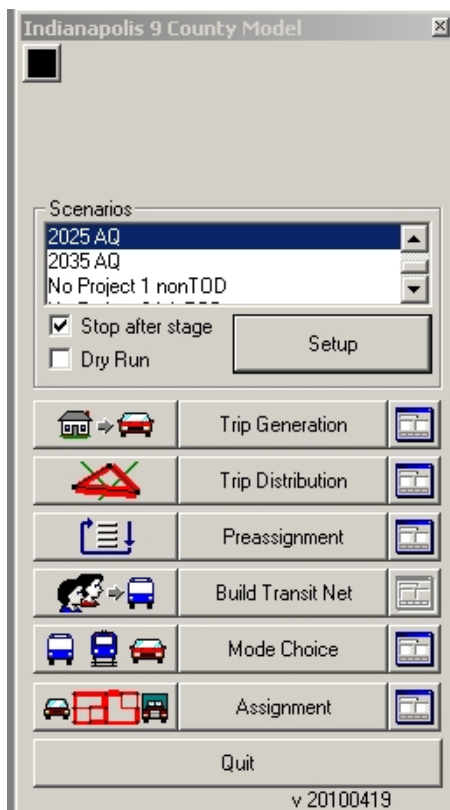 Indianapolis 9 County Model
Scenarios
2025 AQ
2035 AQ
No Project 1 nonTOD
Stop after stage
Dry Run
Setup
Trip Generation
Trip Distribution
Preassignment
Build Transit Net
Mode Choice
Assignment
Quit
v 20100419